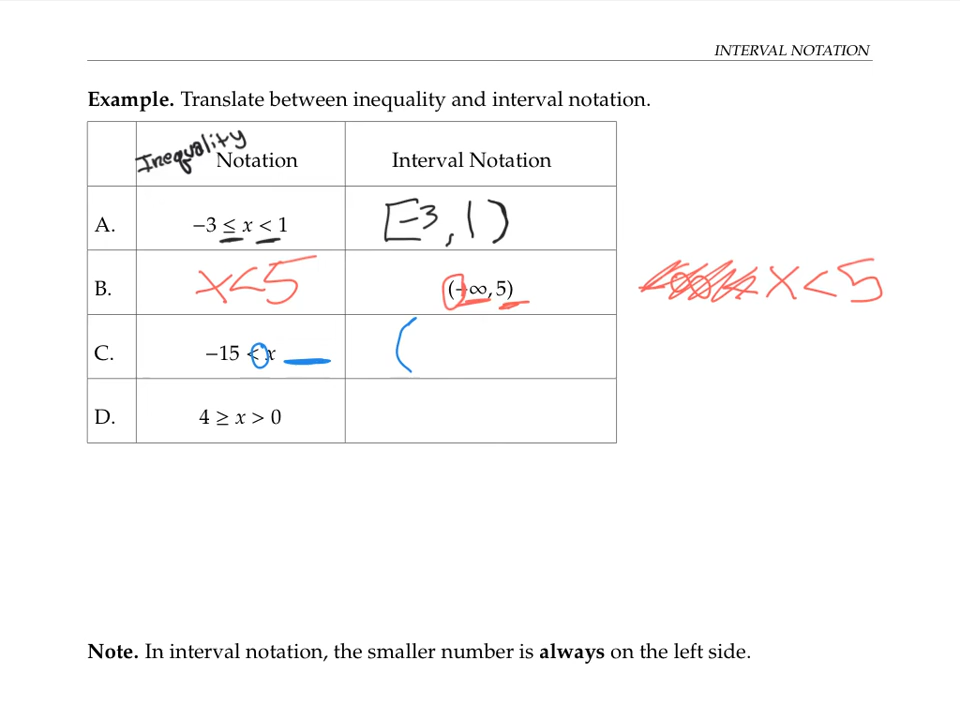 INTERVAL NOTATION
Example. Translate between inequality and interval notation.
Inequality Notation Interval Notation
A. −3 ≤ x < 1 [-3, 1)
B. x<5 (−∞, 5) x<5
C. −15 < x (
D. 4 ≥ x > 0
Note. In interval notation, the smaller number is always on the left side.